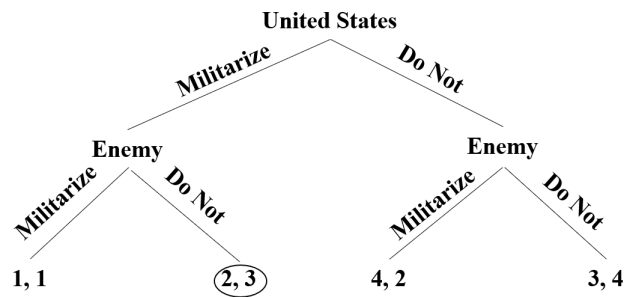 United States
Militarize
Do Not
Enemy
Enemy
Militarize
Do Not
Militarize
Do Not
1, 1
2, 3
4, 2
3, 4